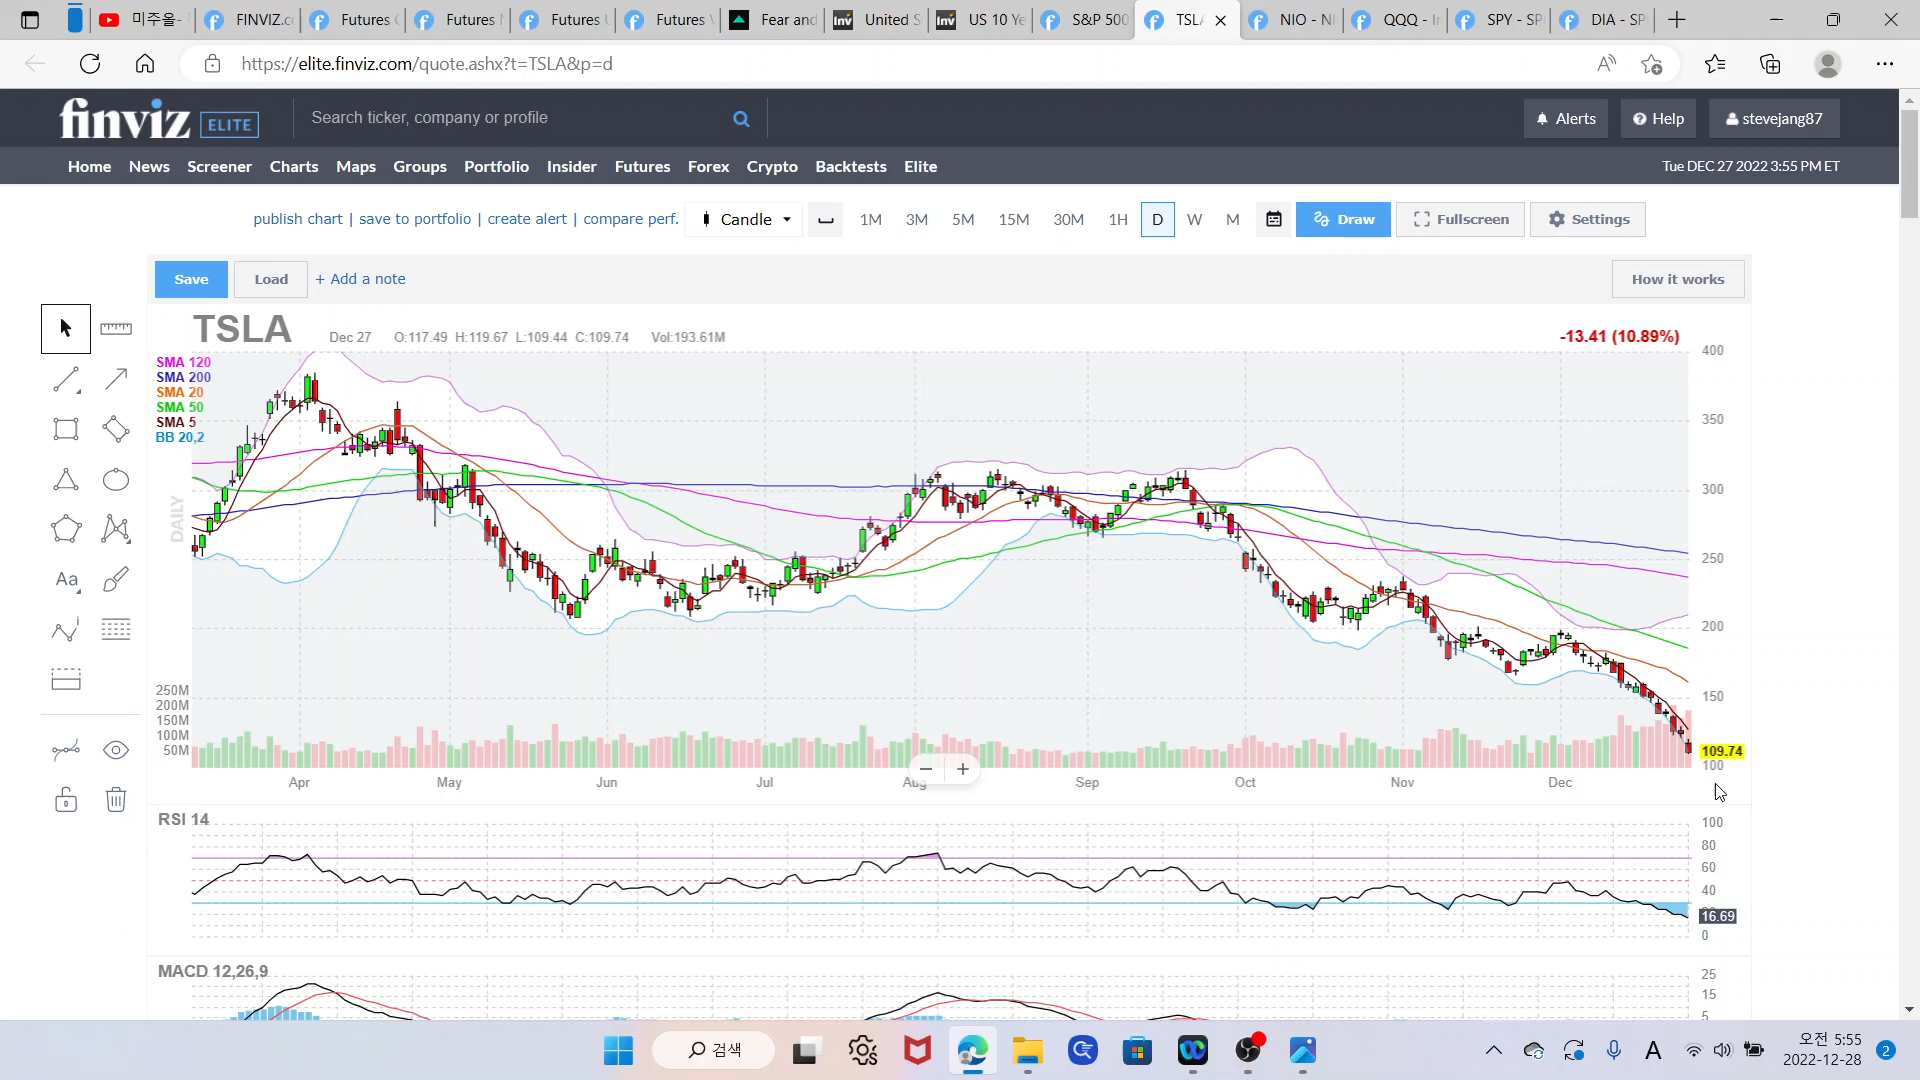 미주율-
FINVIZ.c
Futures
Futures
Futures
Futures
Fear and
Inv United S
Inv US 10 Ye
S&P 500
TSLA
NIO - N
QQQ - I
SPY - SP
DIA - SP
https://elite.finviz.com/quote.ashx?t=TSLA&p=d
finviz ELITE
Search ticker, company or profile
Alerts
Help
stevejang87
Home News Screener Charts Maps Groups Portfolio Insider Futures Forex Crypto Backtests Elite
Tue DEC 27 2022 3:55 PM ET
publish chart | save to portfolio | create alert | compare perf.
Candle
1M 3M 5M 15M 30M 1H D W M
Draw
Fullscreen
Settings
Save
Load
+ Add a note
How it works
TSLA
Dec 27 O:117.49 H:119.67 L:109.44 C:109.74 Vol:193.61M
-13.41 (10.89%)
SMA 120
SMA 200
SMA 20
SMA 50
SMA 5
BB 20,2
DAILY
400
350
300
250
200
150
109.74
100
250M
200M
150M
100M
50M
Apr May Jun Jul Aug Sep Oct Nov Dec
Aa
RSI 14
100
80
60
40
16.69
0
MACD 12,26,9
25
15
5
검색
A
오전 5:55
2022-12-28
2